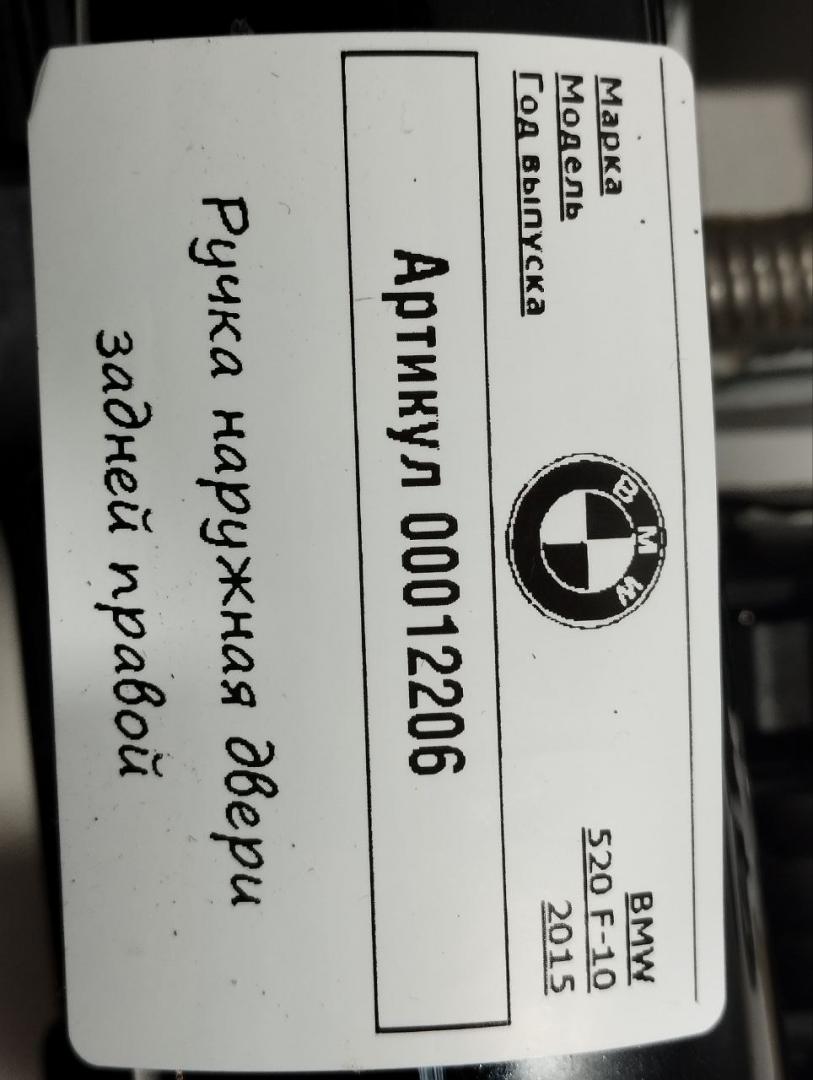 Марка BMW
Модель 520 F-10
Год выпуска 2015
BMW
Артикул 00012206
Ручка наружная двери
задней правой